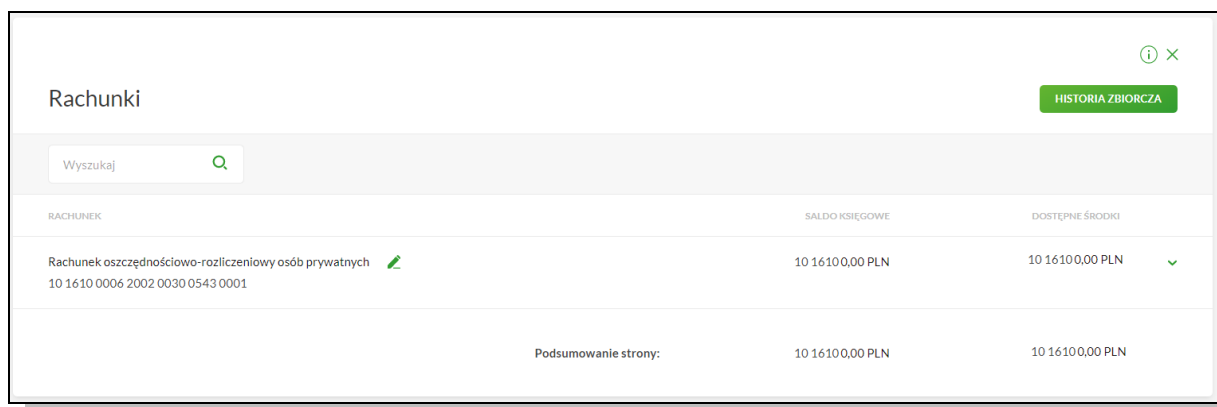 Rachunki
HISTORIA ZBIORCZA
Wyszukaj
RACHUNEK SALDO KSIĘGOWE DOSTĘPNE ŚRODKI
Rachunek oszczędnościowo-rozliczeniowy osób prywatnych 10 1610 0,00 PLN 10 1610 0,00 PLN
10 1610 0006 2002 0030 0543 0001
Podsumowanie strony: 10 1610 0,00 PLN 10 1610 0,00 PLN